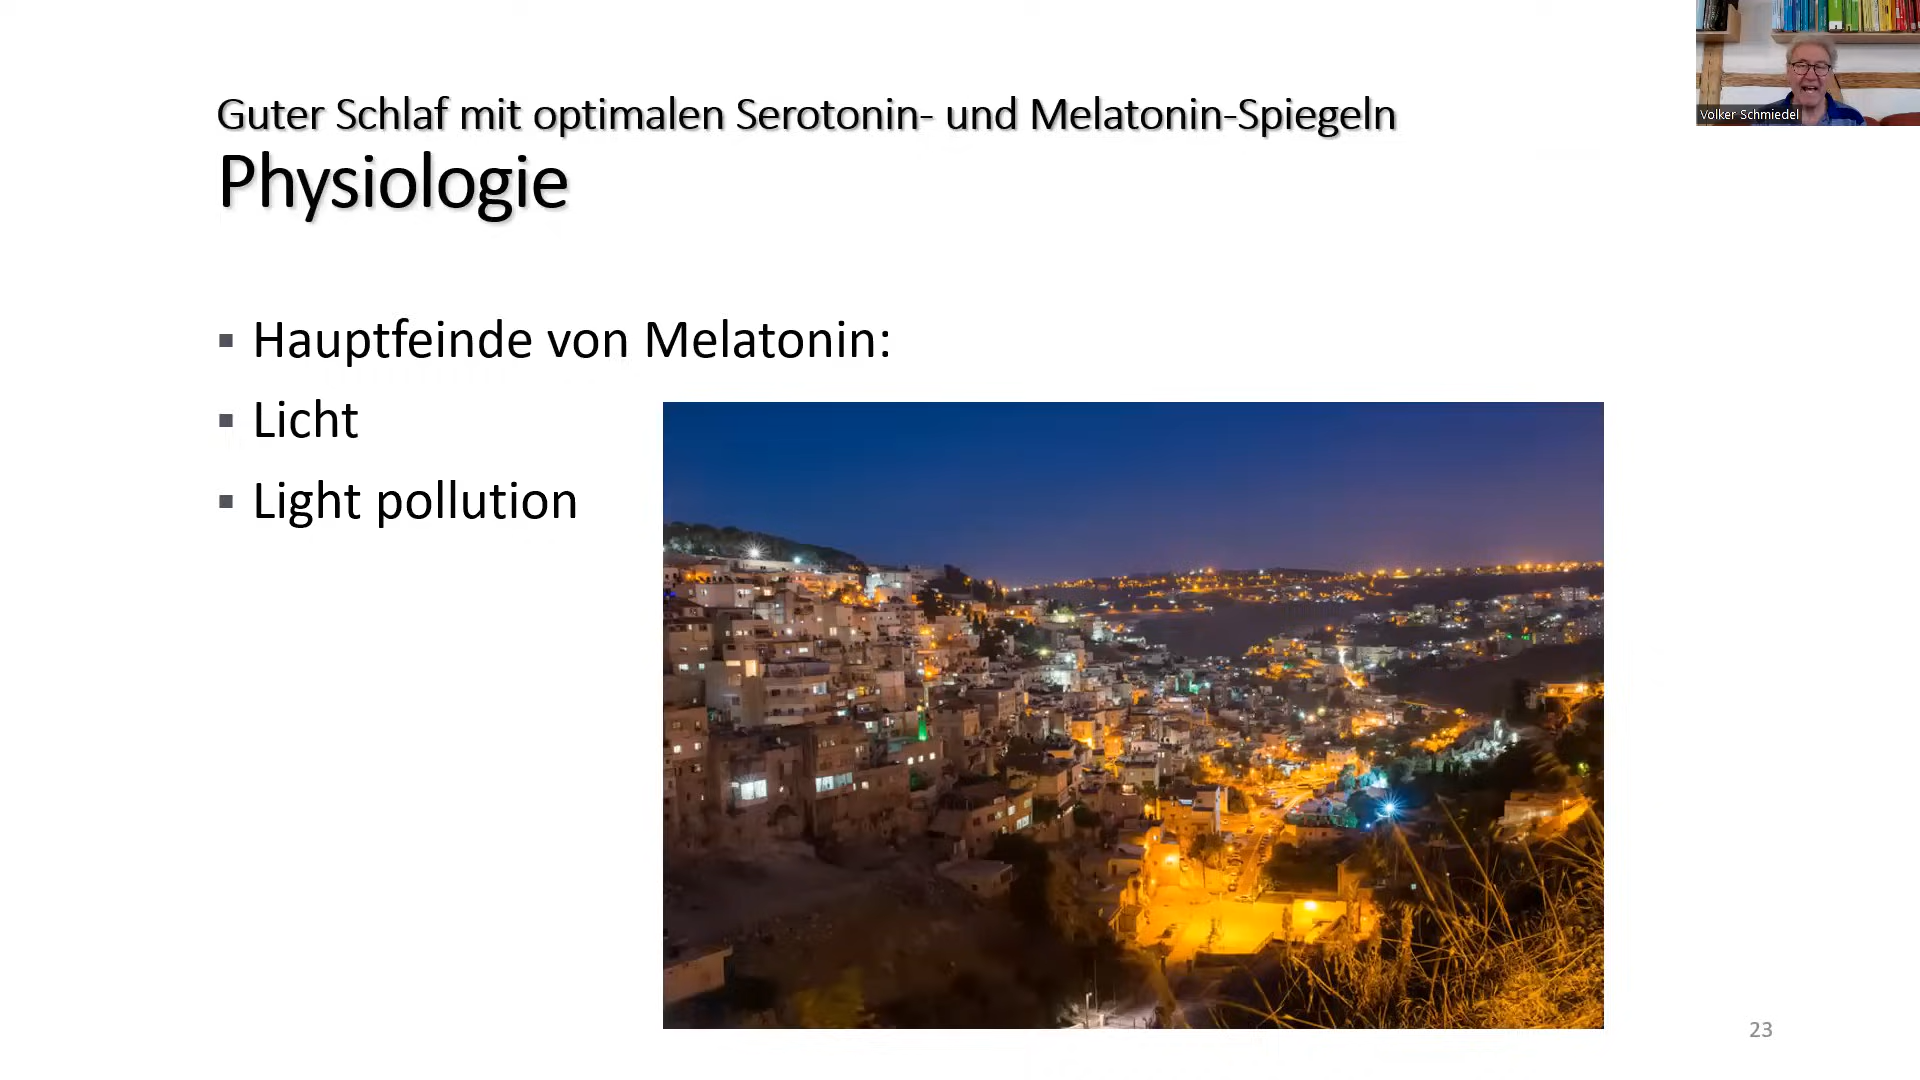 Guter Schlaf mit optimalen Serotonin- und Melatonin-Spiegeln
Physiologie
▪ Hauptfeinde von Melatonin:
▪ Licht
▪ Light pollution
Volker Schmiedel
23